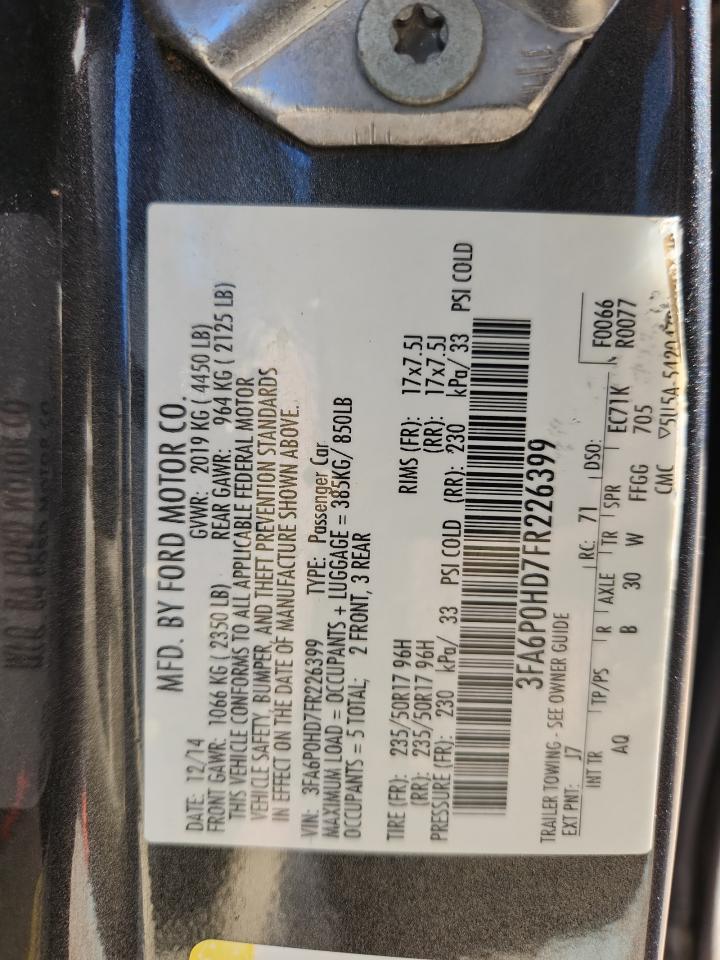 MFD. BY FORD MOTOR CO.
DATE: 12/14 GVWR: 2019 KG ( 4450 LB)
FRONT GAWR: 1066 KG ( 2350 LB) REAR GAWR: 964 KG ( 2125 LB)
THIS VEHICLE CONFORMS TO ALL APPLICABLE FEDERAL MOTOR
VEHICLE SAFETY, BUMPER, AND THEFT PREVENTION STANDARDS
IN EFFECT ON THE DATE OF MANUFACTURE SHOWN ABOVE.
VIN: 3FA6P0HD7FR226399 TYPE: Passenger Car
MAXIMUM LOAD = OCCUPANTS + LUGGAGE = 385KG/ 850LB
OCCUPANTS = 5 TOTAL; 2 FRONT, 3 REAR
TIRE (FR): 235/50R17 96H RIMS (FR): 17x7.5J
(RR): 235/50R17 96H (RR): 17x7.5J
PRESSURE (FR): 230 kPa/ 33 PSI COLD (RR): 230 kPa/ 33 PSI COLD
3FA6P0HD7FR226399
TRAILER TOWING - SEE OWNER GUIDE
EXT PNT: J7 RC: 71 DSO: F0066
INT TR TP/PS R AXLE TR SPR EC71K R0077
AQ B 30 W FFGG 705
CMC